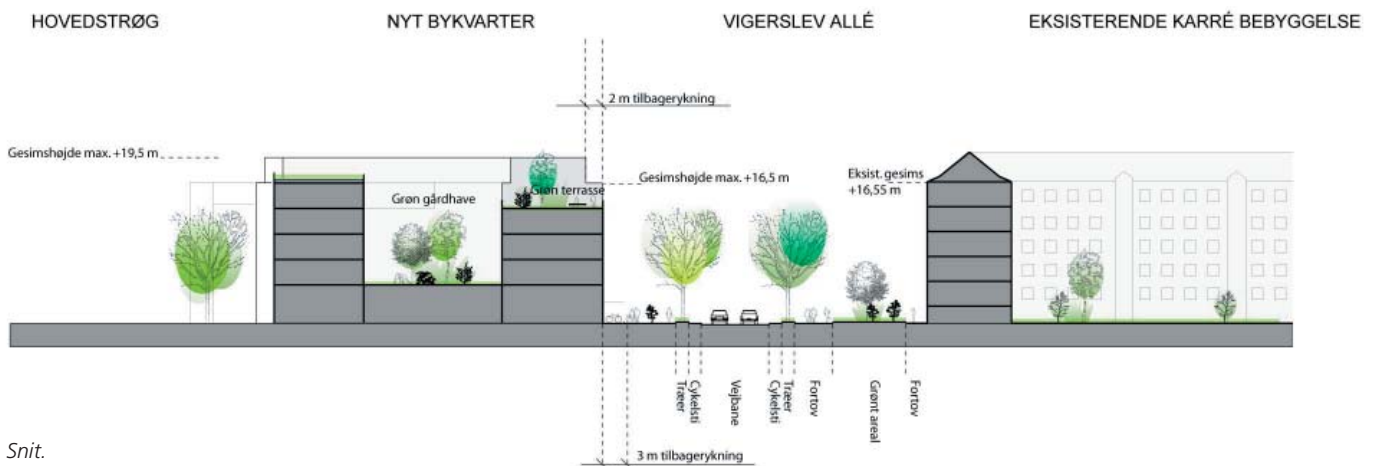 HOVEDSTRØG
NYT BYKVARTER
VIGERSLEV ALLÉ
EKSISTERENDE KARRÉ BEBYGGELSE
2 m tilbagerykning
Gesimshøjde max. +19,5 m
Gesimshøjde max. +16,5 m
Eksist. gesims
+16,55 m
Grøn terrasse
Grøn gårdhave
Træer
Cykelsti
Vejbane
Cykelsti
Træer
Fortov
Grønt areal
Fortov
3 m tilbagerykning
Snit.